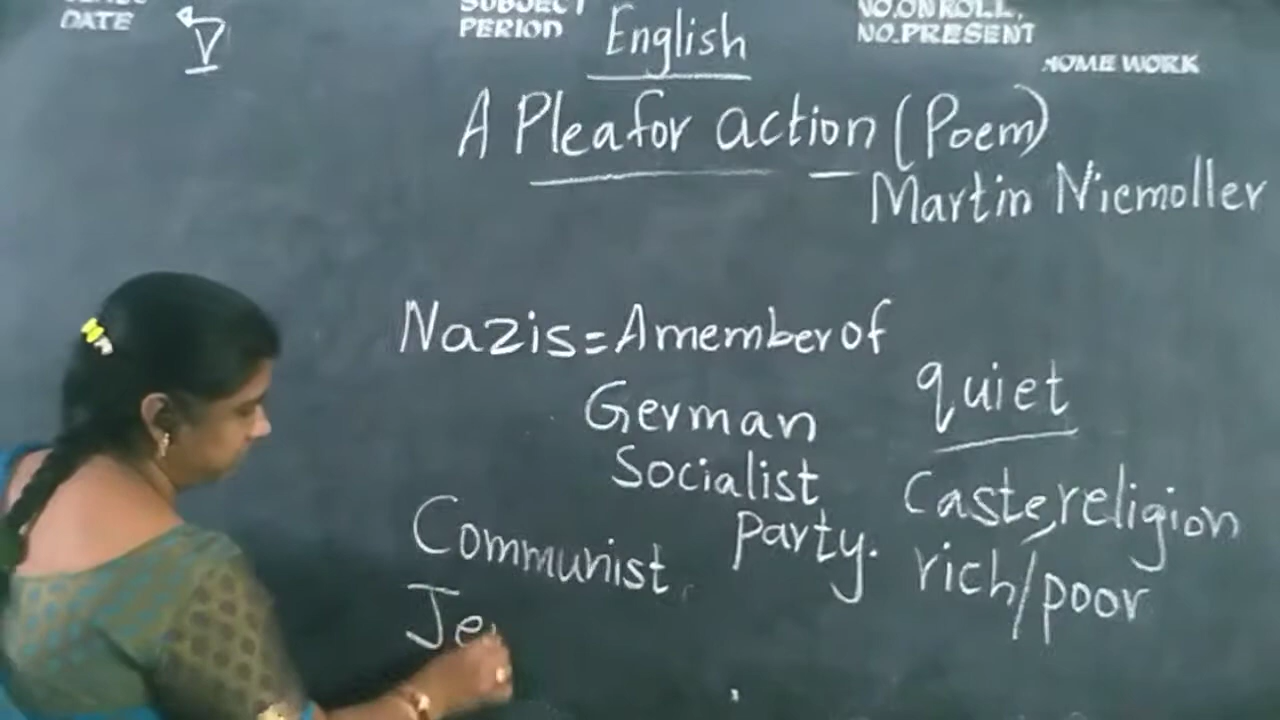 DATE
V
SUBJECT
PERIOD
English
NO.ON ROLL.
NO.PRESENT
HOME WORK
A Plea for action (Poem)
— Martin Niemoller
Nazis = A member of
German
Socialist
party.
quiet
Caste, religion
rich/poor
Communist
Je